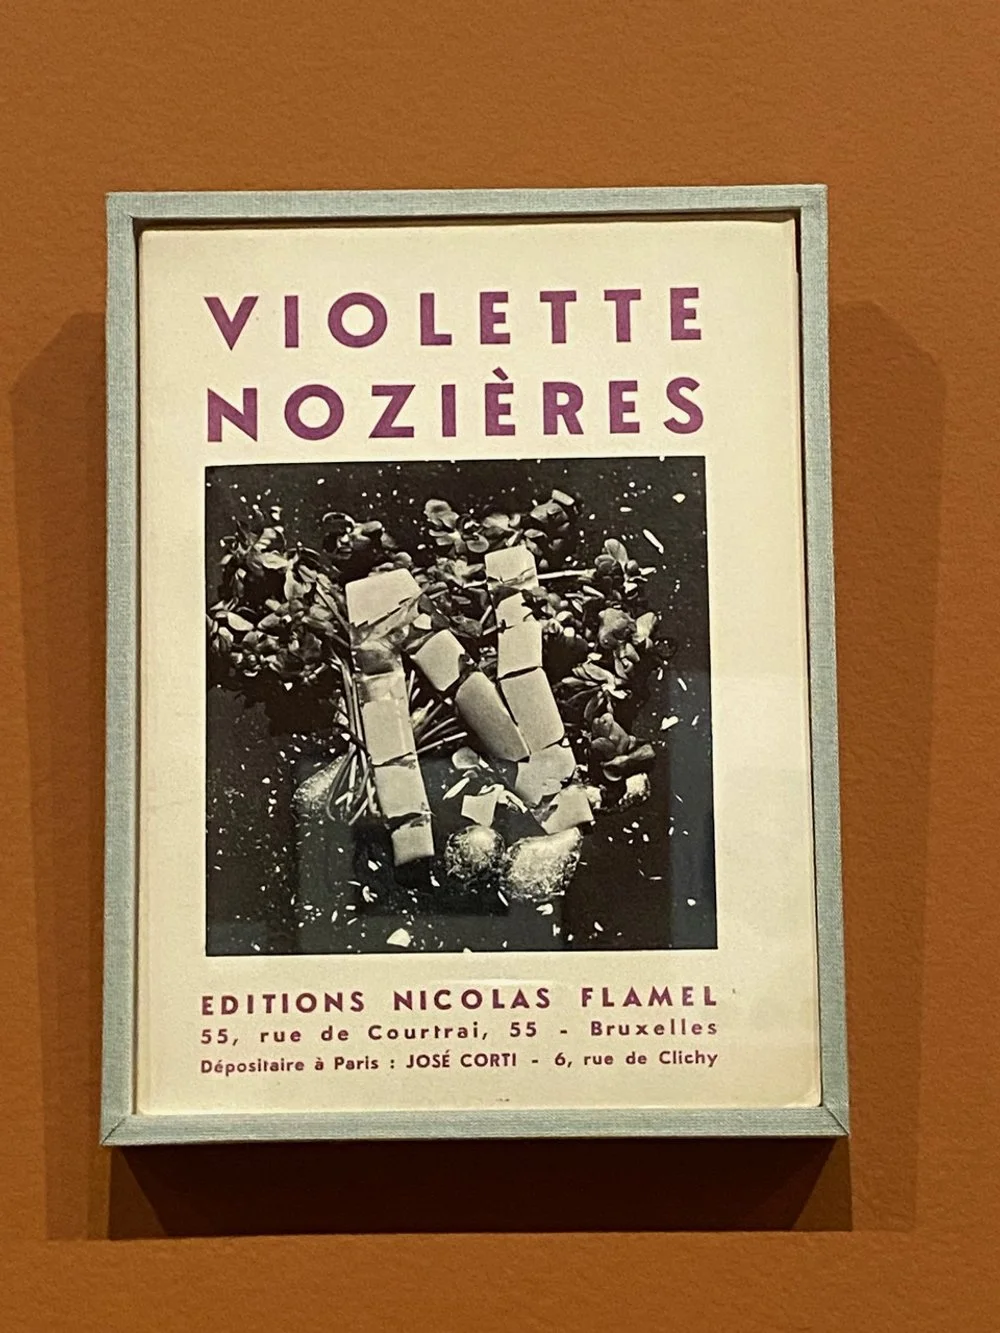 VIOLETTE
NOZIÈRES
EDITIONS NICOLAS FLAMEL
55, rue de Courtrai, 55 - Bruxelles
Dépositaire à Paris : JOSÉ CORTI - 6, rue de Clichy